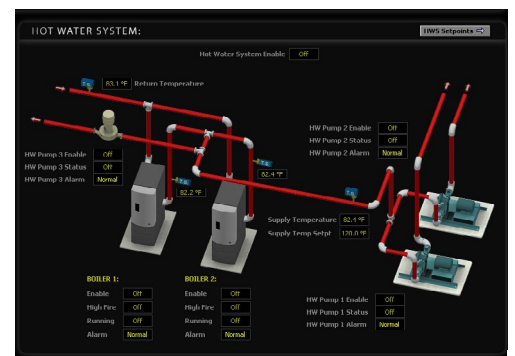 HOT WATER SYSTEM:
HWS Setpoints
Hot Water System Enable Off
83.1 °F Return Temperature
HW Pump 2 Enable Off
HW Pump 2 Status Off
HW Pump 2 Alarm Normal
HW Pump 3 Enable Off
HW Pump 3 Status Off
HW Pump 3 Alarm Normal
82.4 °F
82.2 °F
Supply Temperature 82.4 °F
Supply Temp Setpt 120.0 °F
BOILER 1:
Enable Off
High Fire Off
Running Off
Alarm Normal
BOILER 2:
Enable Off
High Fire Off
Running Off
Alarm Normal
HW Pump 1 Enable Off
HW Pump 1 Status Off
HW Pump 1 Alarm Normal